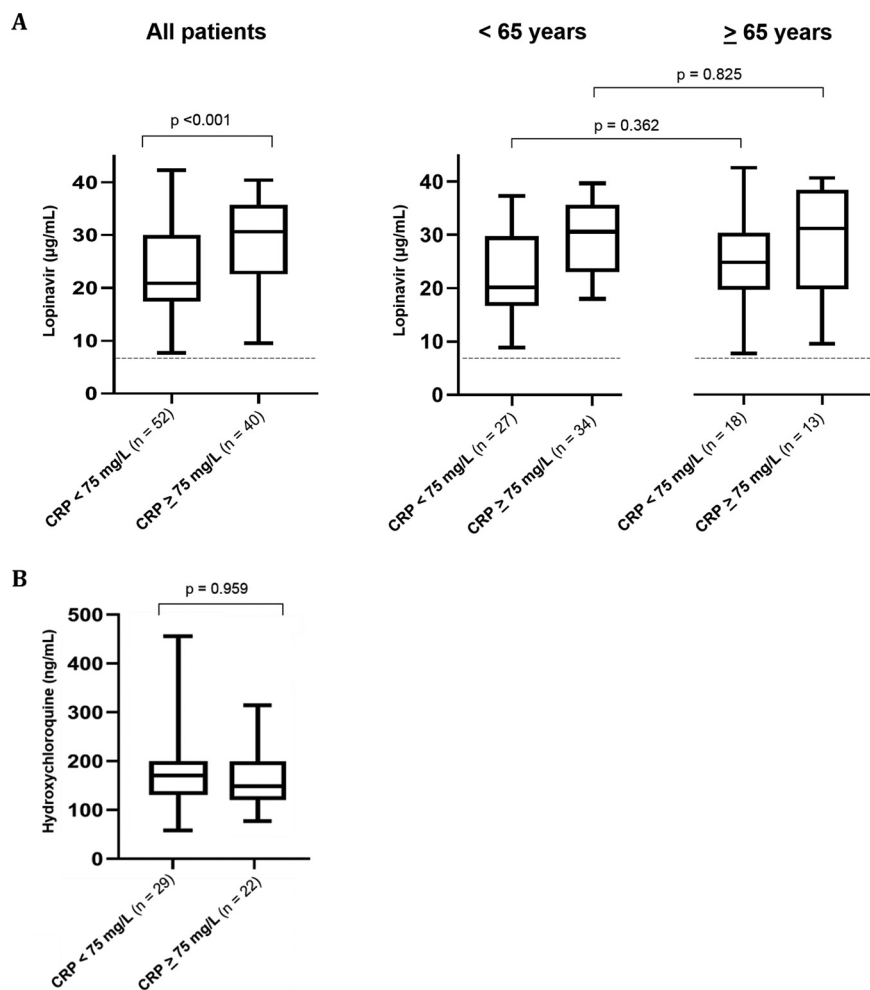 A
All patients
< 65 years
≥ 65 years
p = 0.825
p <0.001
p = 0.362
Lopinavir (µg/mL)
40
30
20
10
0
CRP < 75 mg/L (n = 52)
CRP ≥ 75 mg/L (n = 40)
Lopinavir (µg/mL)
40
30
20
10
0
CRP < 75 mg/L (n = 27)
CRP ≥ 75 mg/L (n = 34)
CRP < 75 mg/L (n = 18)
CRP ≥ 75 mg/L (n = 13)
B
p = 0.959
Hydroxychloroquine (ng/mL)
500
400
300
200
100
0
CRP < 75 mg/L (n = 29)
CRP ≥ 75 mg/L (n = 22)